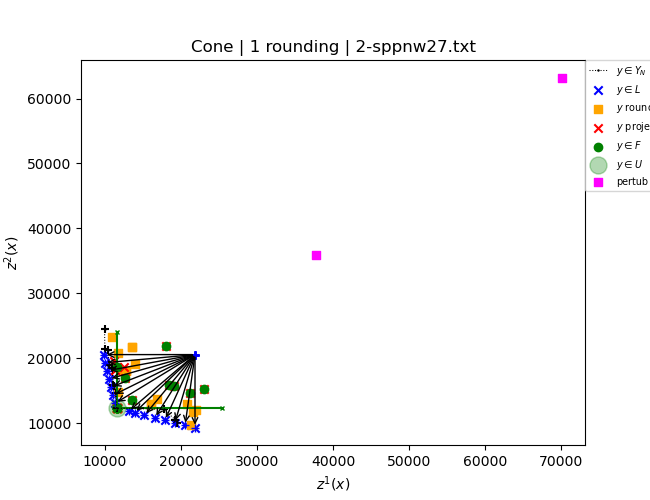 Cone | 1 rounding | 2-sppnw27.txt
z²(x)
60000
50000
40000
30000
20000
10000
10000 20000 30000 40000 50000 60000 70000
z¹(x)
y ∈ Y_N
y ∈ L
y roun
y proje
y ∈ F
y ∈ U
pertub